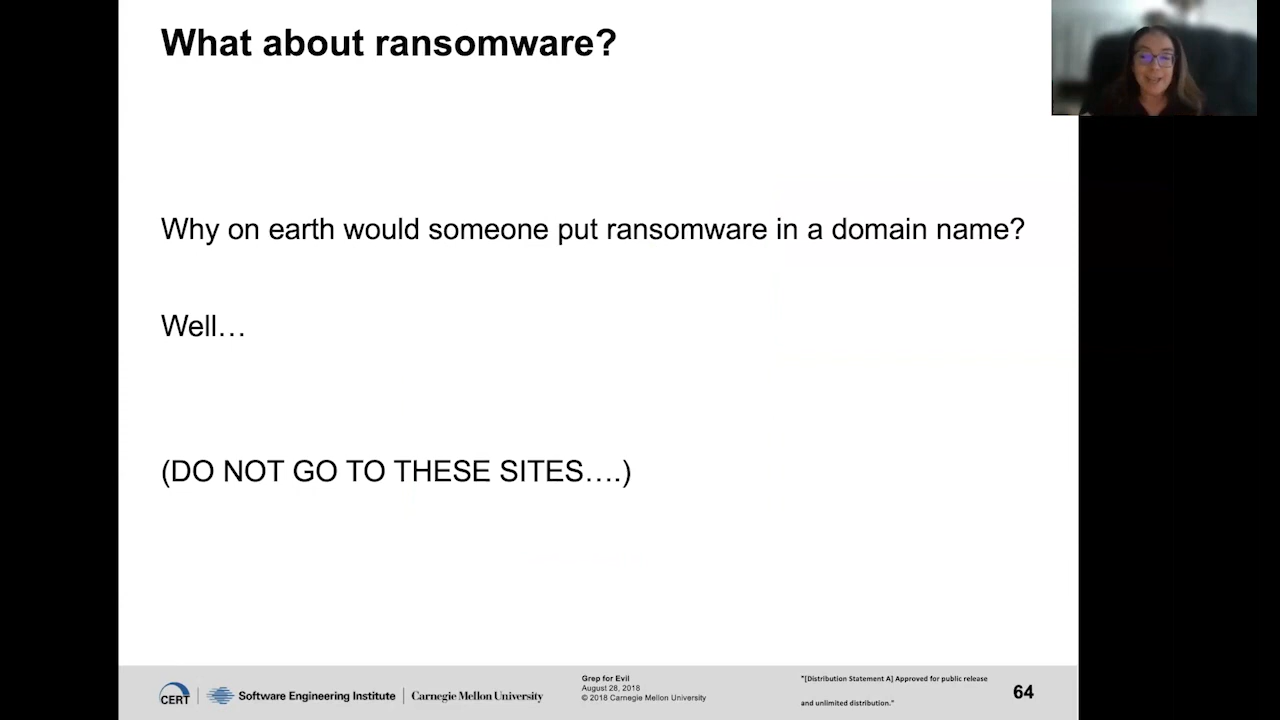 What about ransomware?
Why on earth would someone put ransomware in a domain name?
Well…
(DO NOT GO TO THESE SITES….)
CERT
Software Engineering Institute
Carnegie Mellon University
Grep for Evil
August 28, 2018
© 2018 Carnegie Mellon University
"[Distribution Statement A] Approved for public release
and unlimited distribution."
64